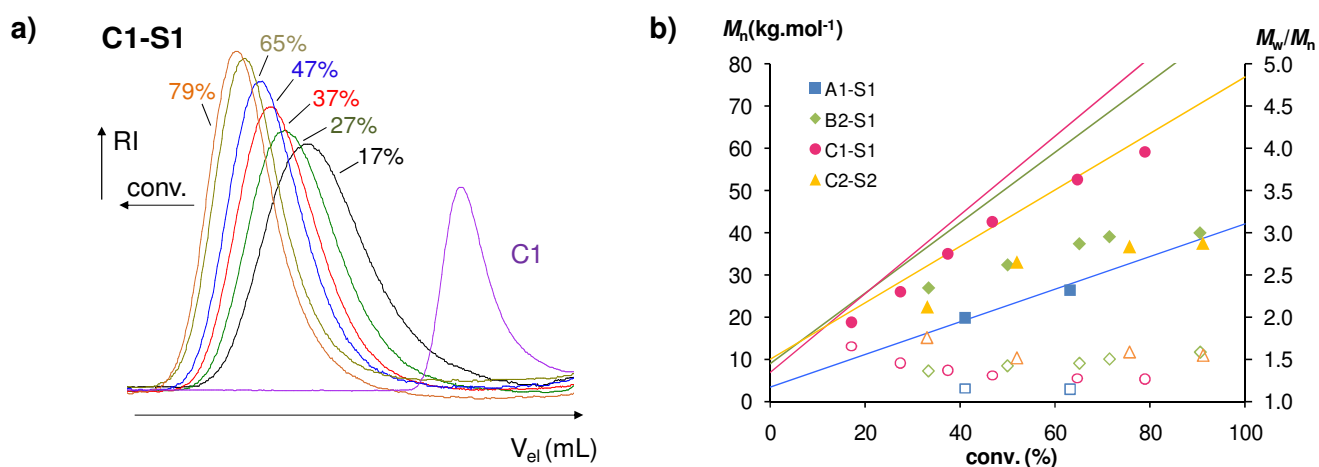 a)
C1-S1
65%
47%
79%
37%
27%
17%
RI
conv.
C1
Vel (mL)
b)
Mn(kg.mol-1)
Mw/Mn
80
70
60
50
40
30
20
10
0
A1-S1
B2-S1
C1-S1
C2-S2
5.0
4.5
4.0
3.5
3.0
2.5
2.0
1.5
1.0
0 20 40 60 80 100
conv. (%)